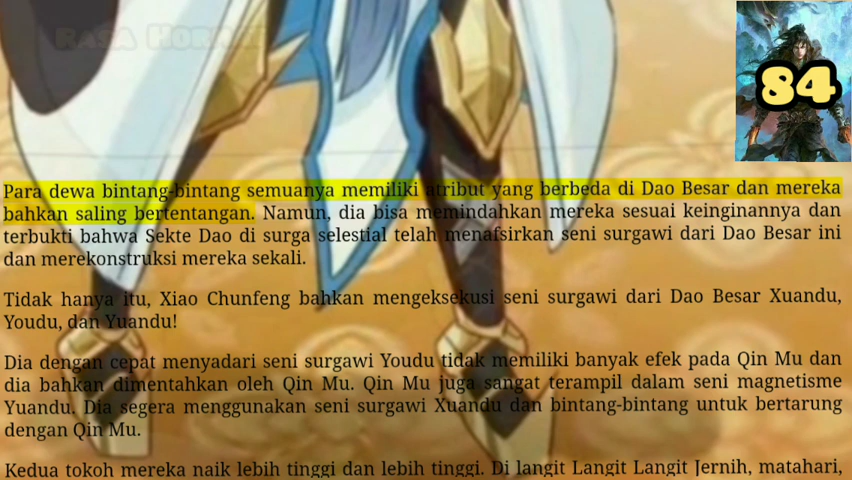 RASA HORROR
84
Para dewa bintang-bintang semuanya memiliki atribut yang berbeda di Dao Besar dan mereka
bahkan saling bertentangan. Namun, dia bisa memindahkan mereka sesuai keinginannya dan
terbukti bahwa Sekte Dao di surga selestial telah menafsirkan seni surgawi dari Dao Besar ini
dan merekonstruksi mereka sekali.
Tidak hanya itu, Xiao Chunfeng bahkan mengeksekusi seni surgawi dari Dao Besar Xuandu,
Youdu, dan Yuandu!
Dia dengan cepat menyadari seni surgawi Youdu tidak memiliki banyak efek pada Qin Mu dan
dia bahkan dimentahkan oleh Qin Mu. Qin Mu juga sangat terampil dalam seni magnetisme
Yuandu. Dia segera menggunakan seni surgawi Xuandu dan bintang-bintang untuk bertarung
dengan Qin Mu.
Kedua tokoh mereka naik lebih tinggi dan lebih tinggi. Di langit Langit Langit Jernih, matahari,